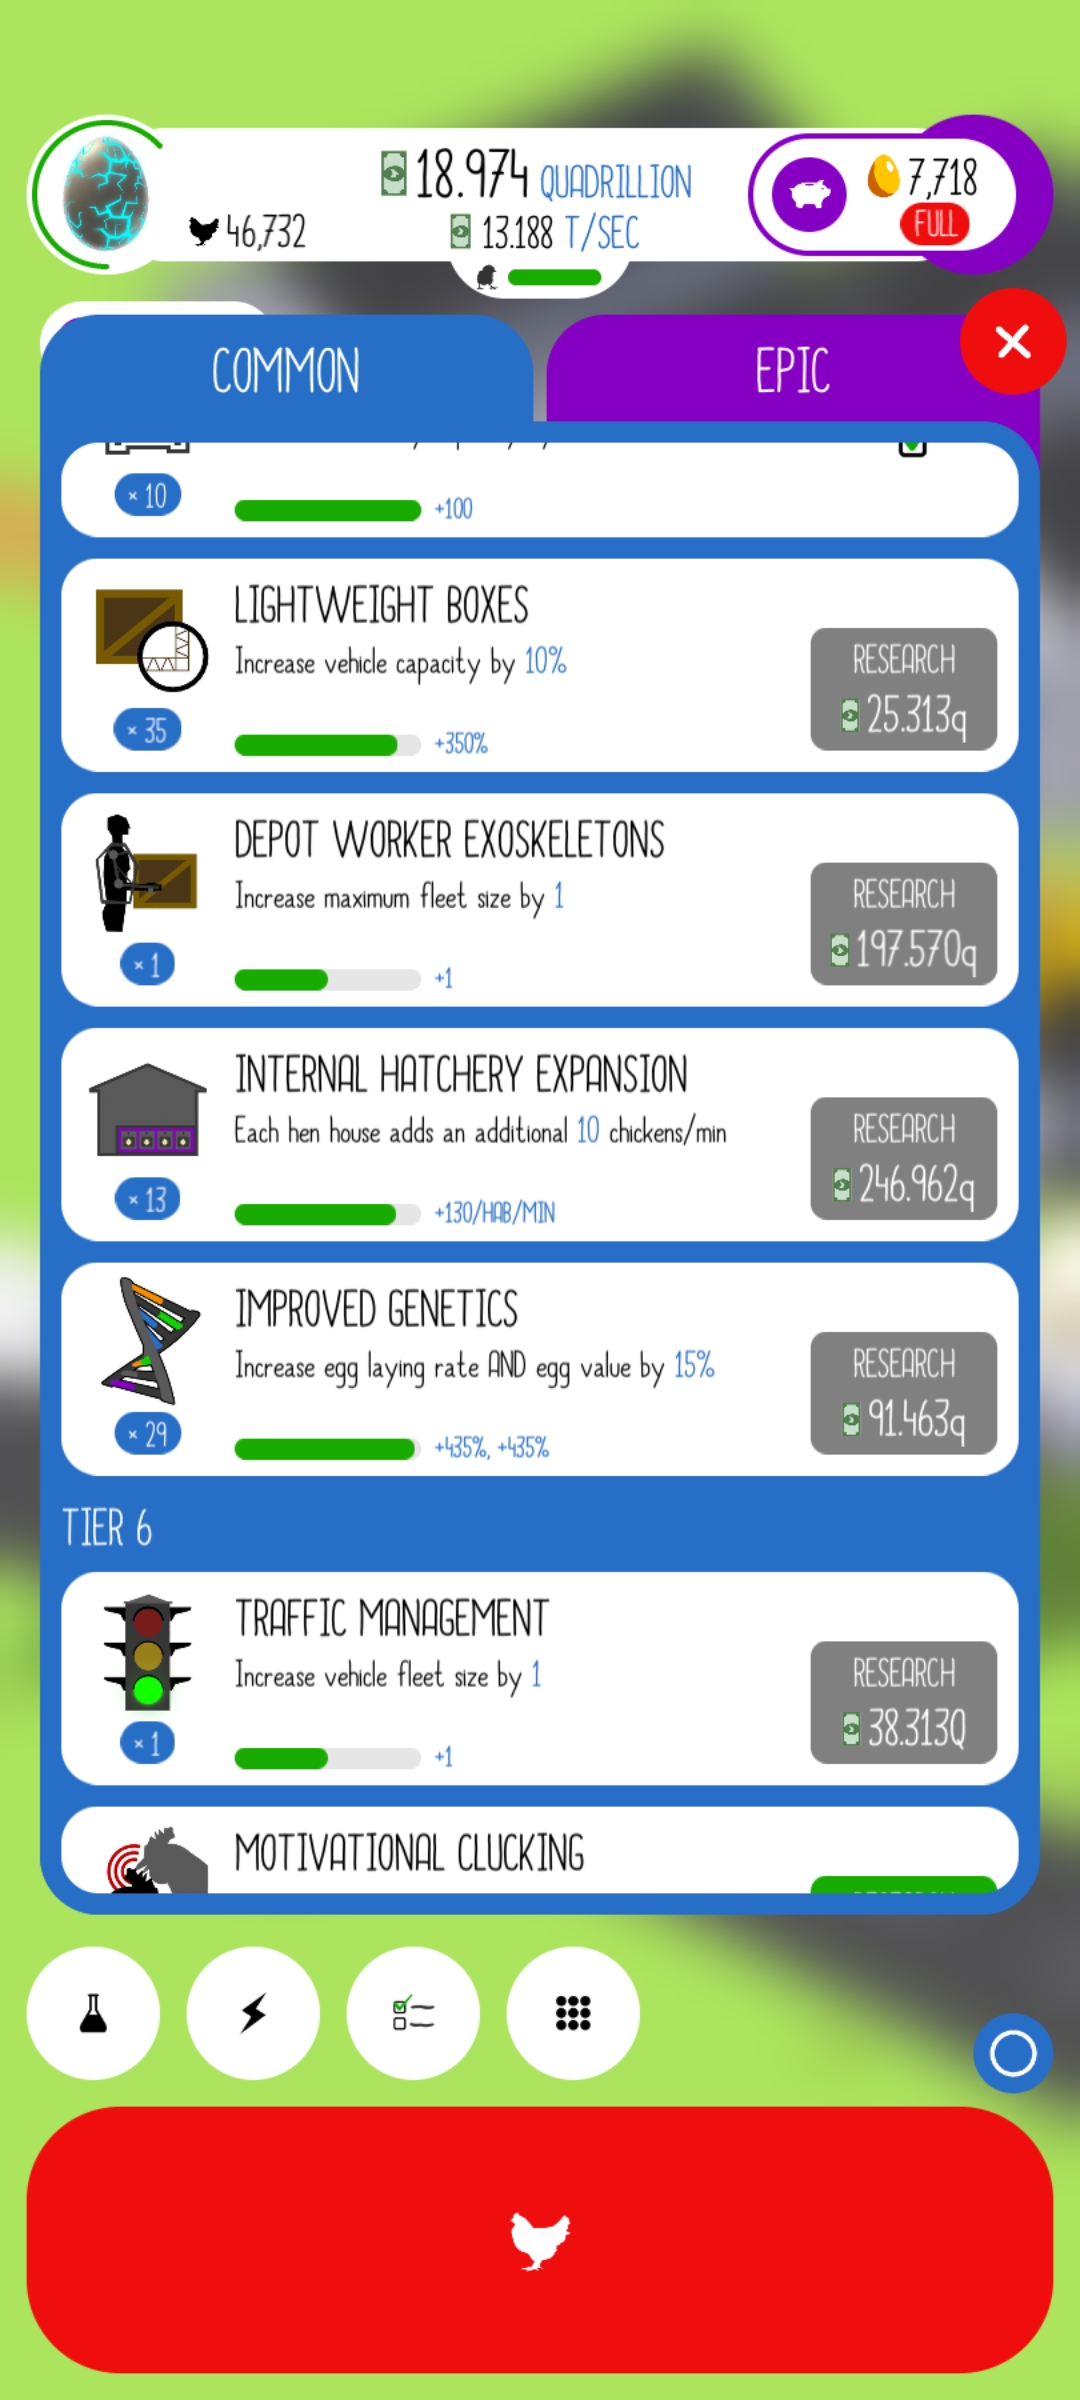 18.974 QUADRILLION
7,718
46,732
13.188 T/SEC
FULL
COMMON
EPIC
× 10
+100
LIGHTWEIGHT BOXES
Increase vehicle capacity by 10%
RESEARCH
25.313q
× 35
+350%
DEPOT WORKER EXOSKELETONS
Increase maximum fleet size by 1
RESEARCH
197.570q
× 1
+1
INTERNAL HATCHERY EXPANSION
Each hen house adds an additional 10 chickens/min
RESEARCH
246.962q
× 13
+130/HAB/MIN
IMPROVED GENETICS
Increase egg laying rate AND egg value by 15%
RESEARCH
91.463q
× 29
+435%, +435%
TIER 6
TRAFFIC MANAGEMENT
Increase vehicle fleet size by 1
RESEARCH
38.313Q
× 1
+1
MOTIVATIONAL CLUCKING